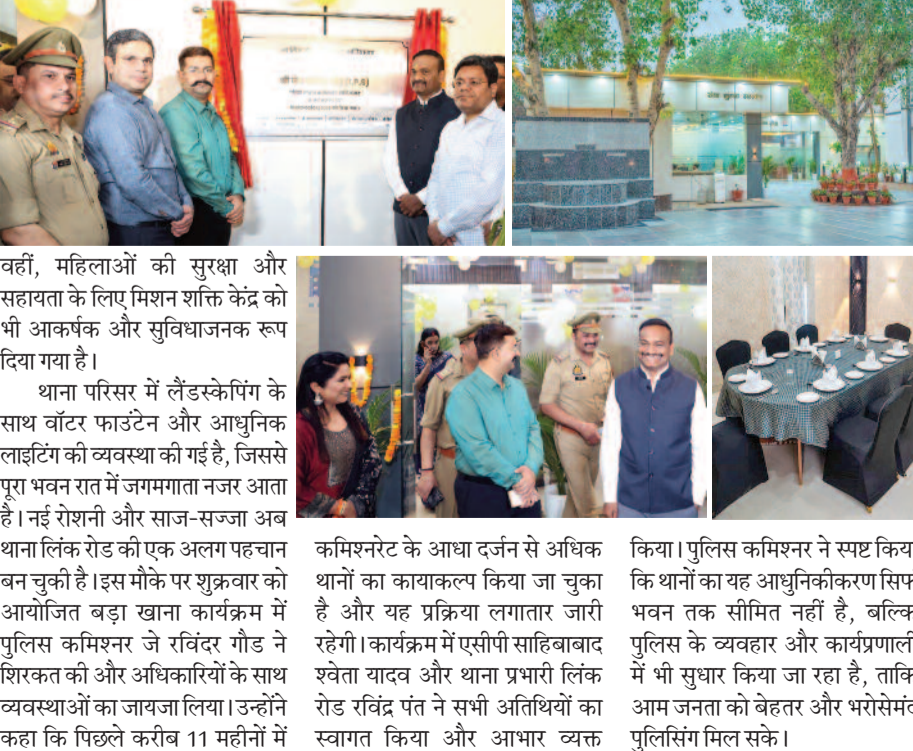 वहीं, महिलाओं की सुरक्षा और
सहायता के लिए मिशन शक्ति केंद्र को
भी आकर्षक और सुविधाजनक रूप
दिया गया है।
थाना परिसर में लैंडस्केपिंग के
साथ वॉटर फाउंटेन और आधुनिक
लाइटिंग की व्यवस्था की गई है, जिससे
पूरा भवन रात में जगमगाता नजर आता
है। नई रोशनी और साज-सज्जा अब
थाना लिंक रोड की एक अलग पहचान
बन चुकी है। इस मौके पर शुक्रवार को
आयोजित बड़ा खाना कार्यक्रम में
पुलिस कमिश्नर जे रविंदर गौड ने
शिरकत की और अधिकारियों के साथ
व्यवस्थाओं का जायजा लिया। उन्होंने
कहा कि पिछले करीब 11 महीनों में
कमिश्नरेट के आधा दर्जन से अधिक
थानों का कायाकल्प किया जा चुका
है और यह प्रक्रिया लगातार जारी
रहेगी। कार्यक्रम में एसीपी साहिबाबाद
श्वेता यादव और थाना प्रभारी लिंक
रोड रविंद्र पंत ने सभी अतिथियों का
स्वागत किया और आभार व्यक्त
किया। पुलिस कमिश्नर ने स्पष्ट किया
कि थानों का यह आधुनिकीकरण सिर्फ
भवन तक सीमित नहीं है, बल्कि
पुलिस के व्यवहार और कार्यप्रणाली
में भी सुधार किया जा रहा है, ताकि
आम जनता को बेहतर और भरोसेमंद
पुलिसिंग मिल सके।